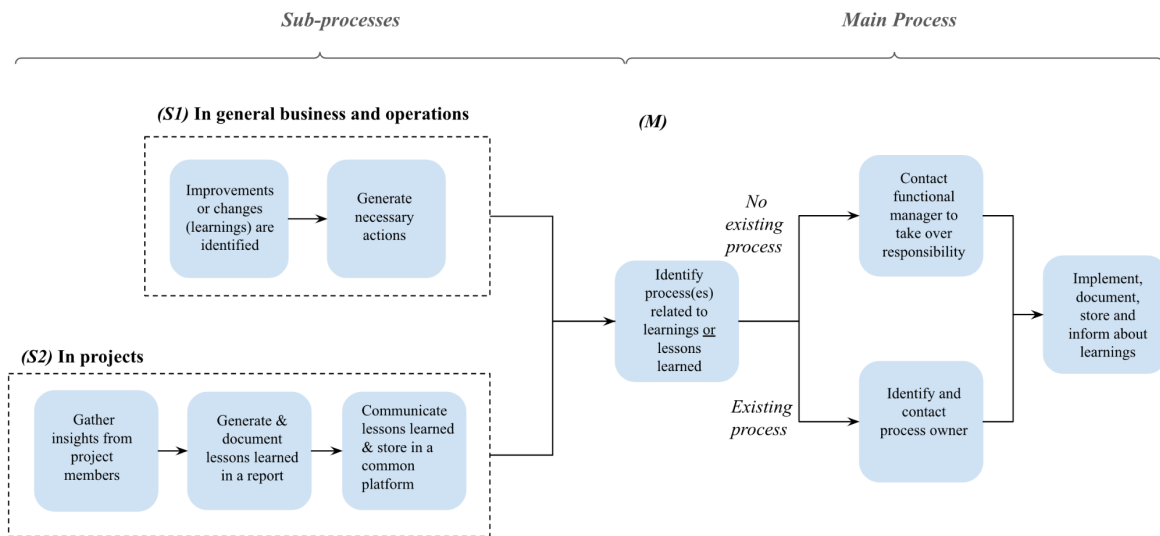 Sub-processes
Main Process
(S1) In general business and operations
(M)
Improvements
or changes
(learnings) are
identified
Generate
necessary
actions
No
existing
process
Contact
functional
manager to
take over
responsibility
Identify
process(es)
related to
learnings or
lessons
learned
Implement,
document,
store and
inform about
learnings
(S2) In projects
Gather
insights from
project
members
Generate &
document
lessons learned
in a report
Communicate
lessons learned
& store in a
common
platform
Existing
process
Identify and
contact
process owner